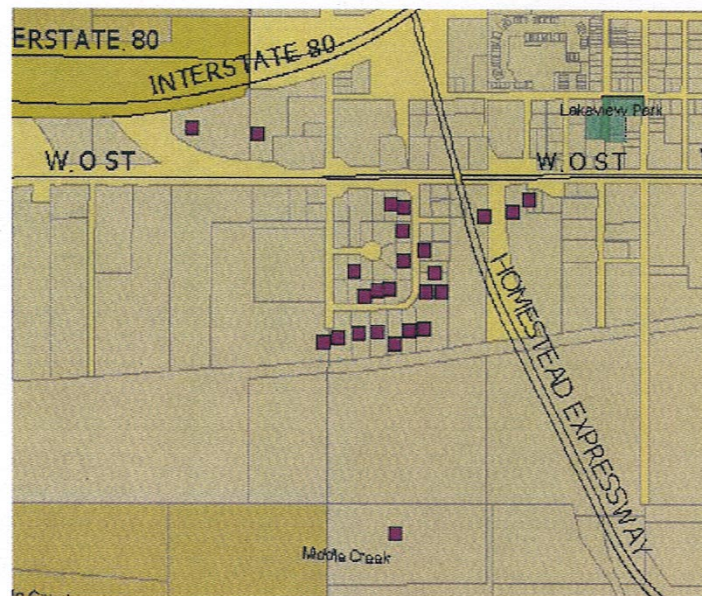 ERSTATE 80
INTERSTATE 80
Lakeview Park
W. O ST
W. O ST
HOMESTEAD EXPRESSWAY
Middle Creek